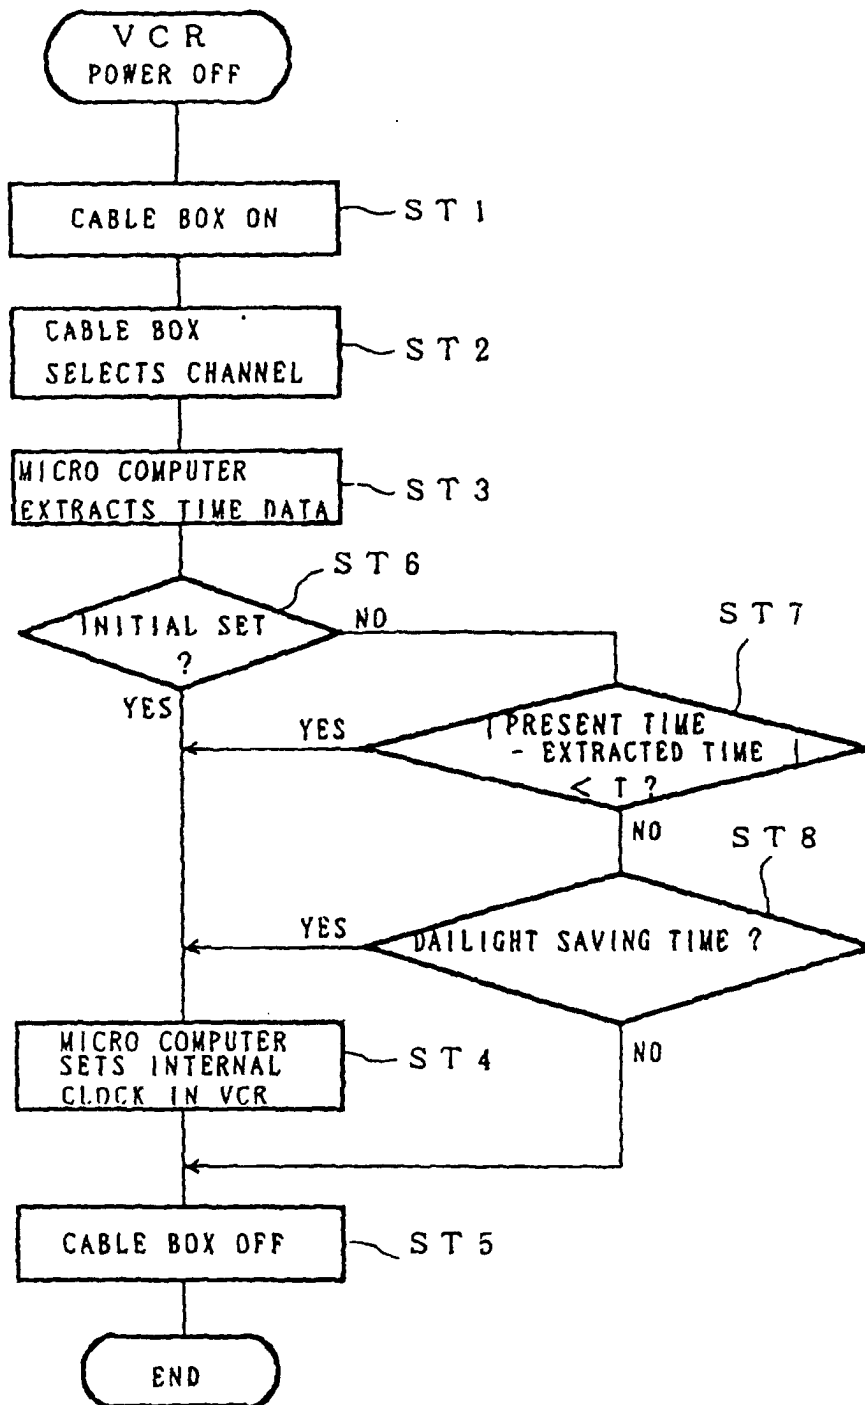 VCR
POWER OFF
CABLE BOX ON
ST1
CABLE BOX
SELECTS CHANNEL
ST2
MICRO COMPUTER
EXTRACTS TIME DATA
ST3
ST6
INITIAL SET
?
NO
YES
ST7
| PRESENT TIME
- EXTRACTED TIME |
< T ?
YES
NO
ST8
DAILIGHT SAVING TIME ?
YES
NO
MICRO COMPUTER
SETS INTERNAL
CLOCK IN VCR
ST4
CABLE BOX OFF
ST5
END